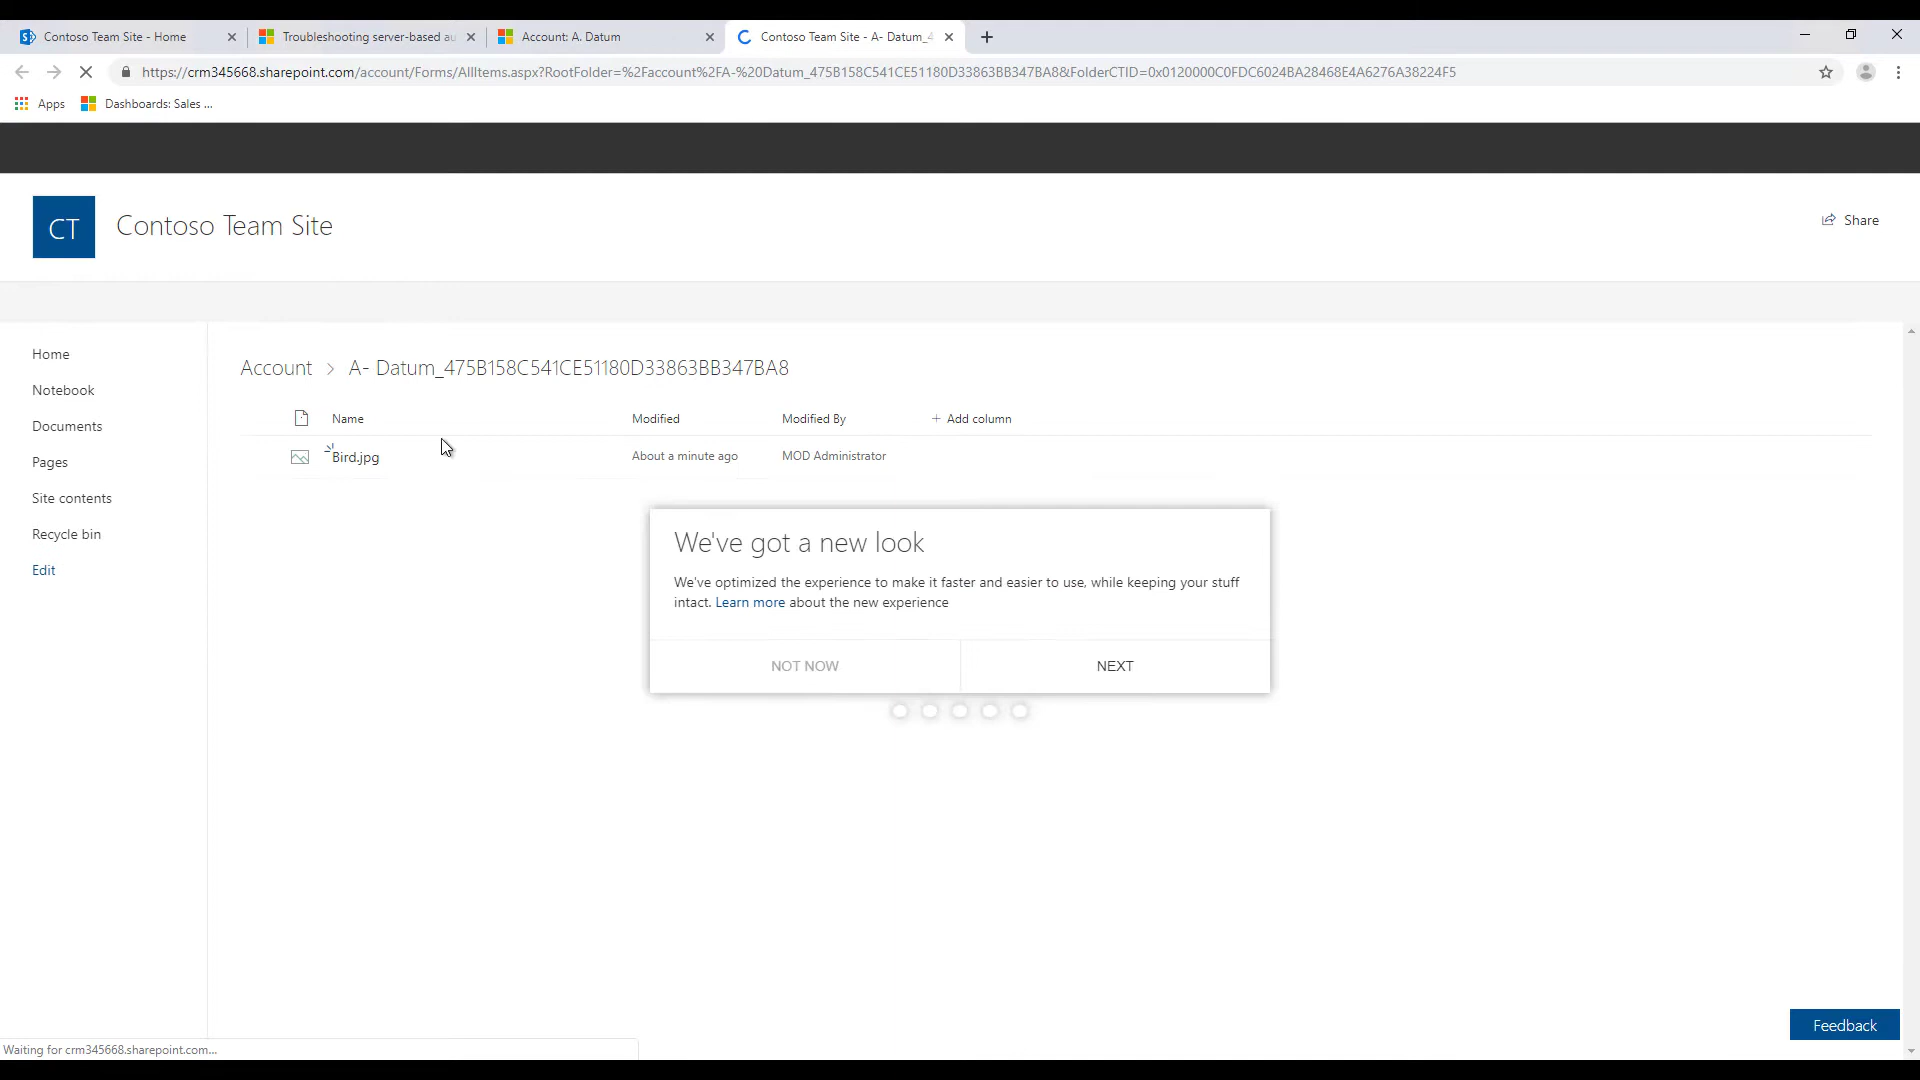 Contoso Team Site - Home
Troubleshooting server-based au
Account: A. Datum
Contoso Team Site - A- Datum_4
https://crm345668.sharepoint.com/account/Forms/AllItems.aspx?RootFolder=%2Faccount%2FA-%20Datum_475B158C541CE51180D33863BB347BA8&FolderCTID=0x0120000C0FDC6024BA28468E4A6276A38224F5
Apps
Dashboards: Sales ...
CT
Contoso Team Site
Share
Home
Notebook
Documents
Pages
Site contents
Recycle bin
Edit
Account > A- Datum_475B158C541CE51180D33863BB347BA8
Name
Modified
Modified By
+ Add column
Bird.jpg
About a minute ago
MOD Administrator
We've got a new look
We've optimized the experience to make it faster and easier to use, while keeping your stuff
intact. Learn more about the new experience
NOT NOW
NEXT
Feedback
Waiting for crm345668.sharepoint.com...